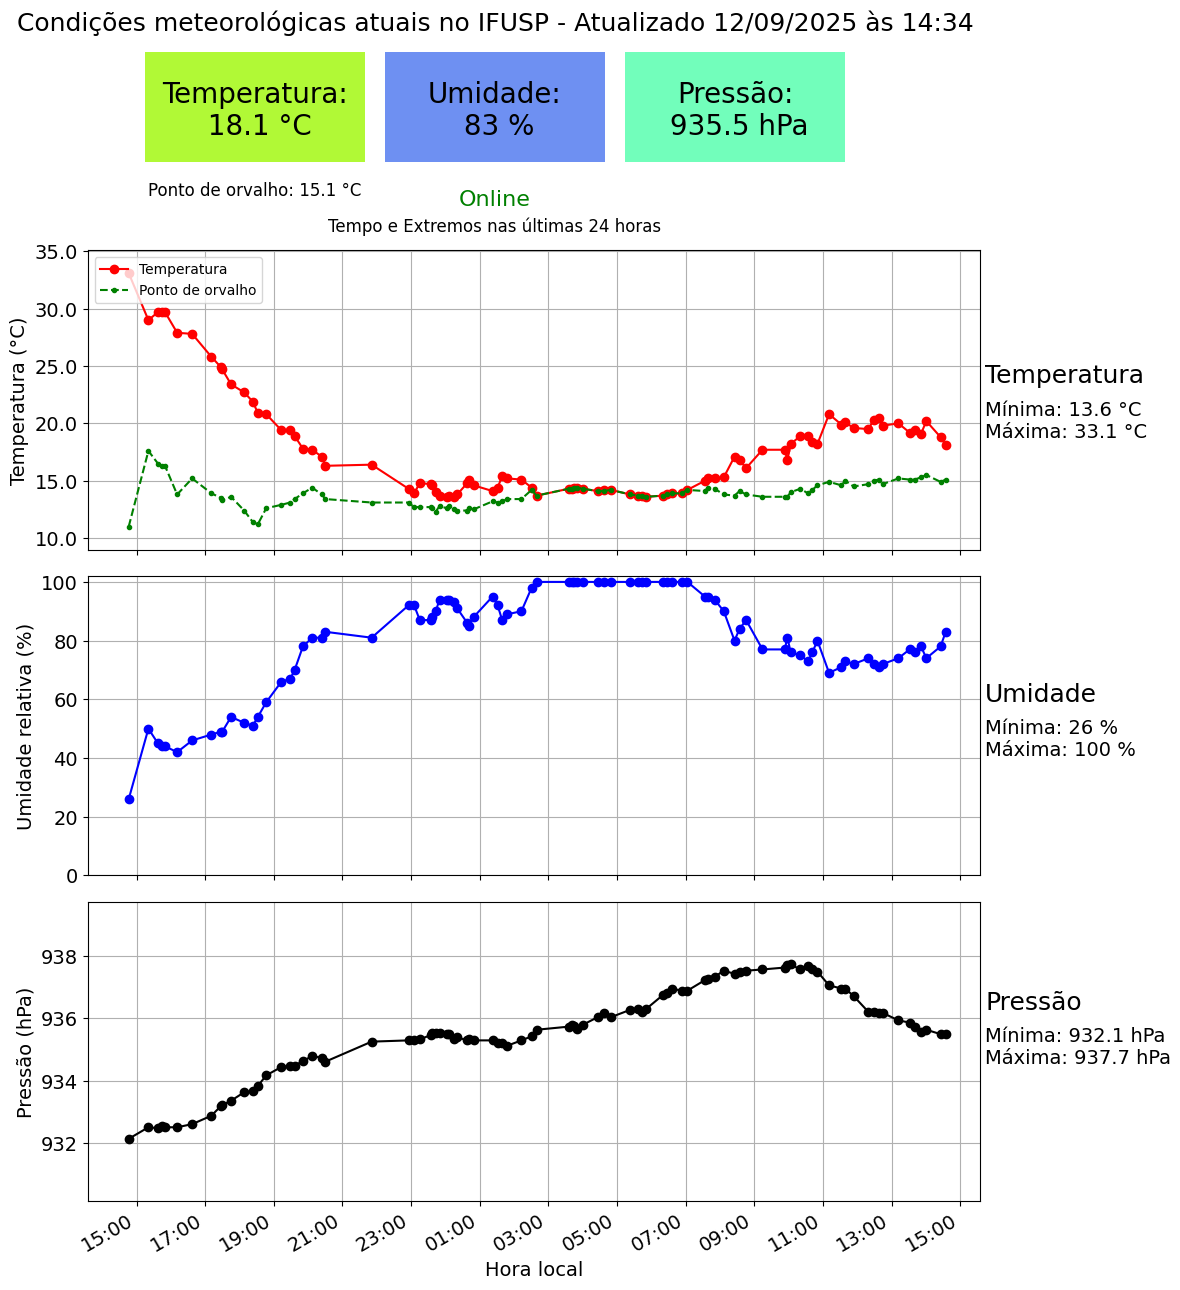 Condições meteorológicas atuais no IFUSP - Atualizado 12/09/2025 às 14:34
Temperatura:
18.1 °C
Umidade:
83 %
Pressão:
935.5 hPa
Ponto de orvalho: 15.1 °C
Online
Tempo e Extremos nas últimas 24 horas
Temperatura (°C)
35.0
30.0
25.0
20.0
15.0
10.0
Temperatura
Ponto de orvalho
Temperatura
Mínima: 13.6 °C
Máxima: 33.1 °C
Umidade relativa (%)
100
80
60
40
20
0
Umidade
Mínima: 26 %
Máxima: 100 %
Pressão (hPa)
938
936
934
932
Pressão
Mínima: 932.1 hPa
Máxima: 937.7 hPa
15:00 17:00 19:00 21:00 23:00 01:00 03:00 05:00 07:00 09:00 11:00 13:00 15:00
Hora local